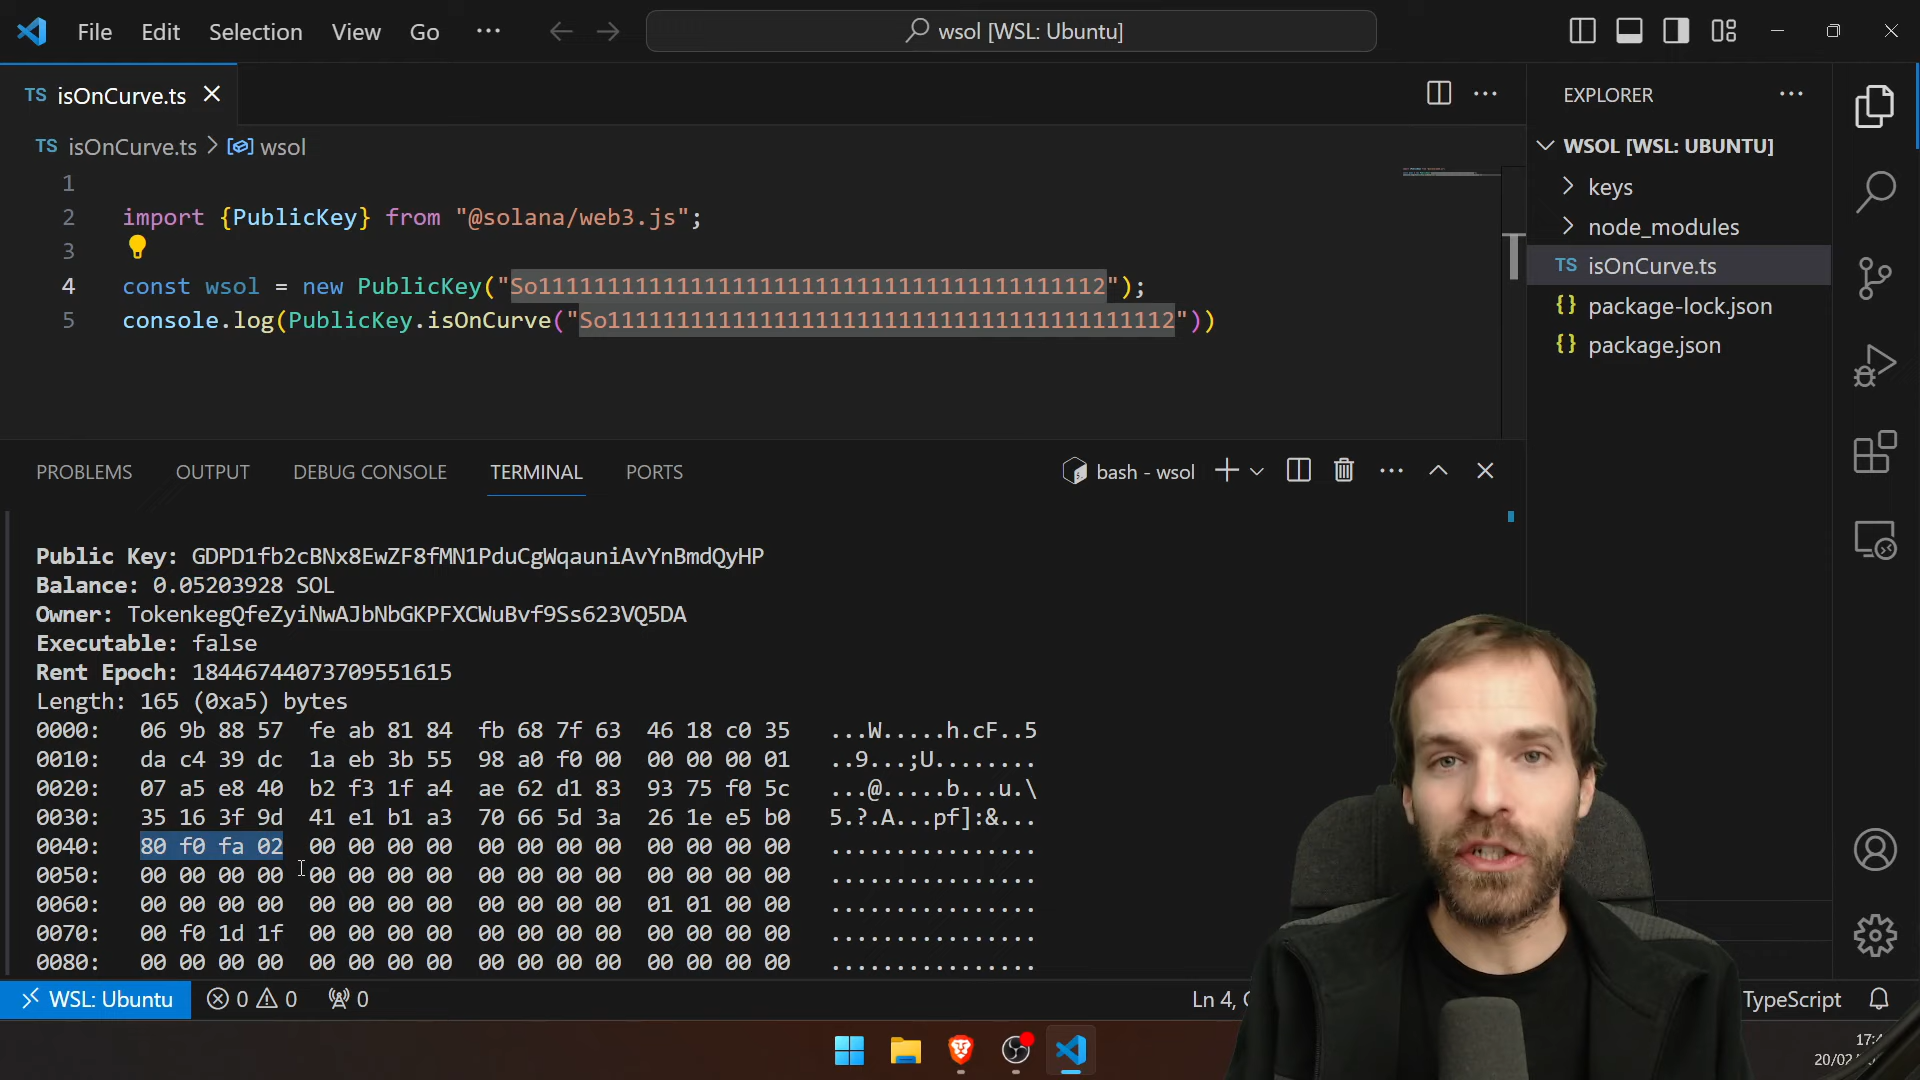 File Edit Selection View Go ··· wsol [WSL: Ubuntu]
TS isOnCurve.ts
TS isOnCurve.ts > wsol
1
2 import {PublicKey} from "@solana/web3.js";
3
4 const wsol = new PublicKey("So11111111111111111111111111111111111111112");
5 console.log(PublicKey.isOnCurve("So11111111111111111111111111111111111111112"))
EXPLORER
WSOL [WSL: UBUNTU]
keys
node_modules
TS isOnCurve.ts
{} package-lock.json
{} package.json
PROBLEMS OUTPUT DEBUG CONSOLE TERMINAL PORTS bash - wsol
Public Key: GDPD1fb2cBNx8EwZF8fMN1PduCgWqauniAvYnBmdQyHP
Balance: 0.05203928 SOL
Owner: TokenkegQfeZyiNwAJbNbGKPFXCWuBvf9Ss623VQ5DA
Executable: false
Rent Epoch: 18446744073709551615
Length: 165 (0xa5) bytes
0000: 06 9b 88 57 fe ab 81 84 fb 68 7f 63 46 18 c0 35 ...W.....h.cF..5
0010: da c4 39 dc 1a eb 3b 55 98 a0 f0 00 00 00 00 01 ..9...;U........
0020: 07 a5 e8 40 b2 f3 1f a4 ae 62 d1 83 93 75 f0 5c ...@.....b...u.\
0030: 35 16 3f 9d 41 e1 b1 a3 70 66 5d 3a 26 1e e5 b0 5.?.A...pf]:&...
0040: 80 f0 fa 02 00 00 00 00 00 00 00 00 00 00 00 00 ................
0050: 00 00 00 00 00 00 00 00 00 00 00 00 00 00 00 00 ................
0060: 00 00 00 00 00 00 00 00 00 00 00 00 01 01 00 00 ................
0070: 00 f0 1d 1f 00 00 00 00 00 00 00 00 00 00 00 00 ................
0080: 00 00 00 00 00 00 00 00 00 00 00 00 00 00 00 00 ................
WSL: Ubuntu 0 0 0 Ln 4, TypeScript
17:4
20/02/